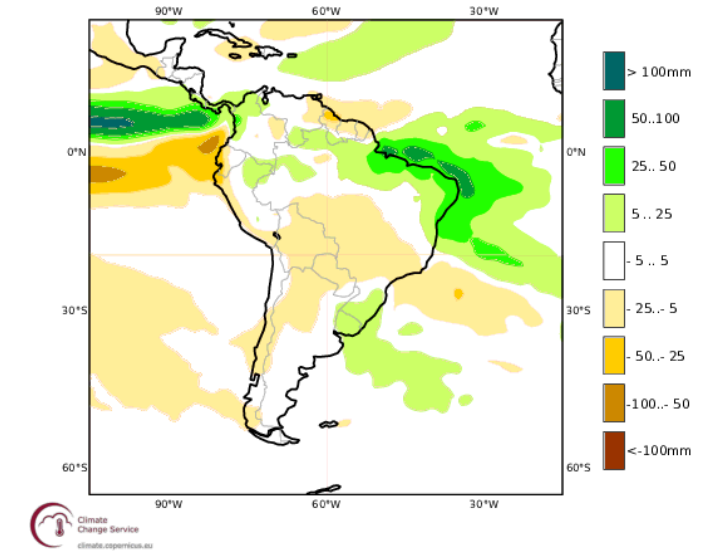 90°W 60°W 30°W
> 100mm
50..100
0°N 0°N
25.. 50
5 .. 25
- 5 .. 5
30°S 30°S
- 25..- 5
- 50..- 25
-100..- 50
<-100mm
60°S 60°S
90°W 60°W 30°W
Climate
Change Service
climate.copernicus.eu